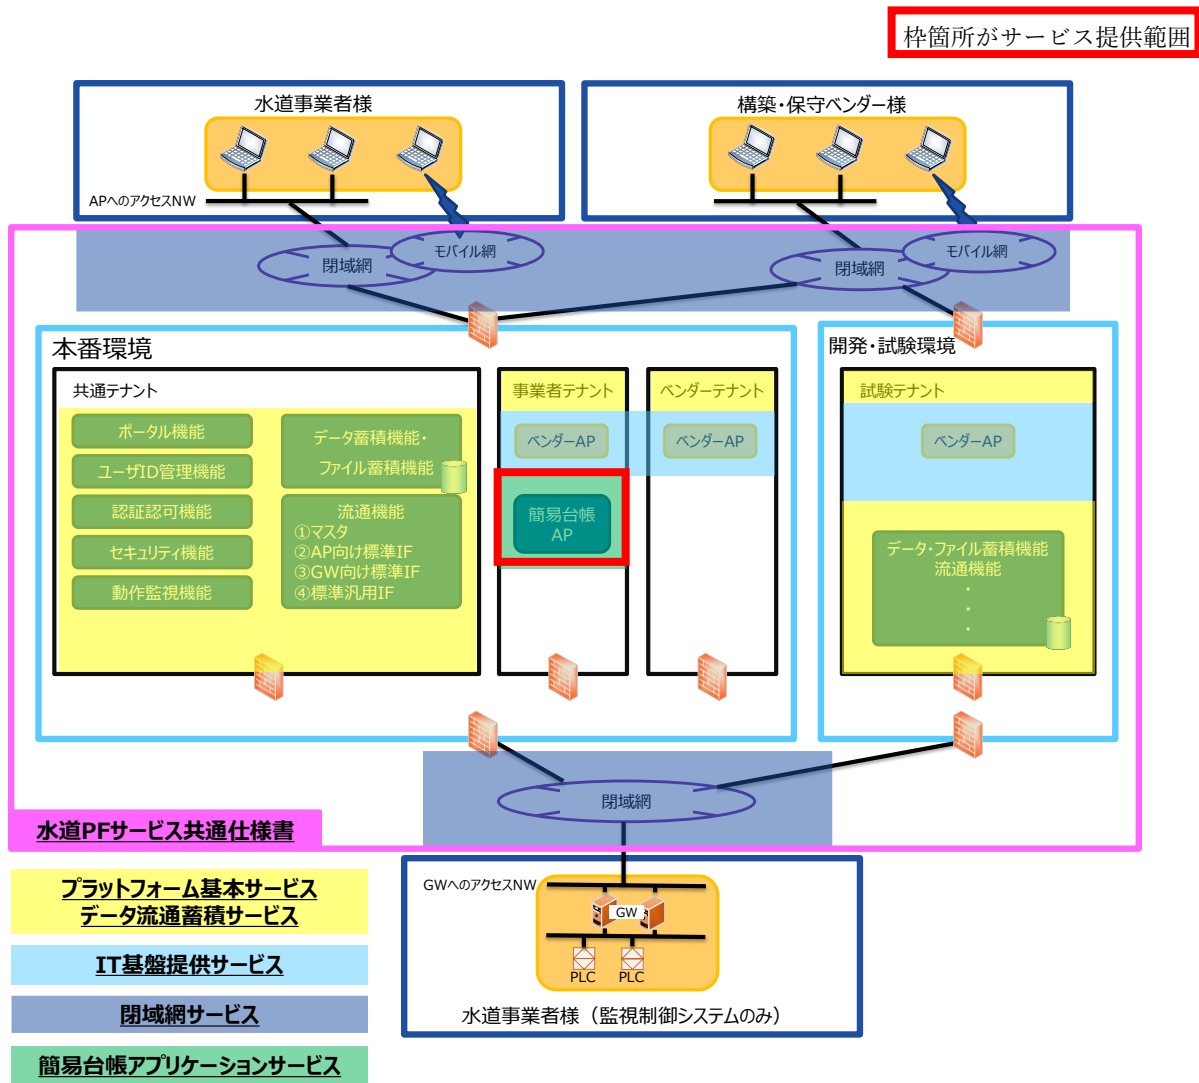 枠箇所がサービス提供範囲
水道事業者様
構築・保守ベンダー様
APへのアクセスNW
閉域網
モバイル網
閉域網
モバイル網
本番環境
開発・試験環境
共通テナント
事業者テナント
ベンダーテナント
試験テナント
ポータル機能
ユーザID管理機能
認証認可機能
セキュリティ機能
動作監視機能
データ蓄積機能・
ファイル蓄積機能
流通機能
①マスタ
②AP向け標準IF
③GW向け標準IF
④標準汎用IF
ベンダーAP
ベンダーAP
ベンダーAP
簡易台帳
AP
データ・ファイル蓄積機能
流通機能
・
・
・
閉域網
水道PFサービス共通仕様書
プラットフォーム基本サービス
データ流通蓄積サービス
IT基盤提供サービス
閉域網サービス
簡易台帳アプリケーションサービス
GWへのアクセスNW
GW
PLC
PLC
水道事業者様（監視制御システムのみ）